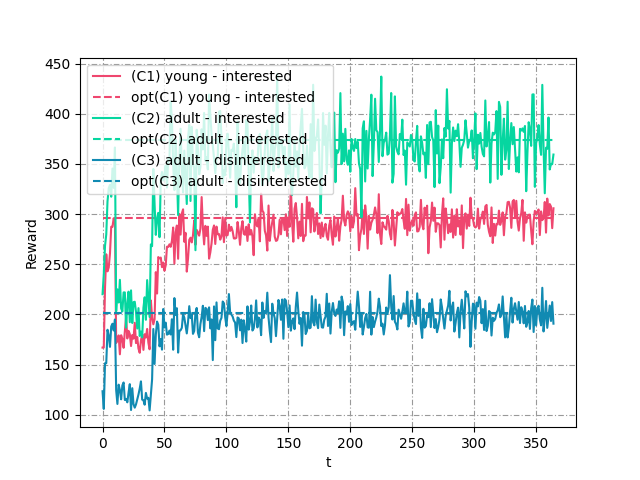 450
400
350
300
250
200
150
100
Reward
(C1) young - interested
opt(C1) young - interested
(C2) adult - interested
opt(C2) adult - interested
(C3) adult - disinterested
opt(C3) adult - disinterested
0 50 100 150 200 250 300 350
t